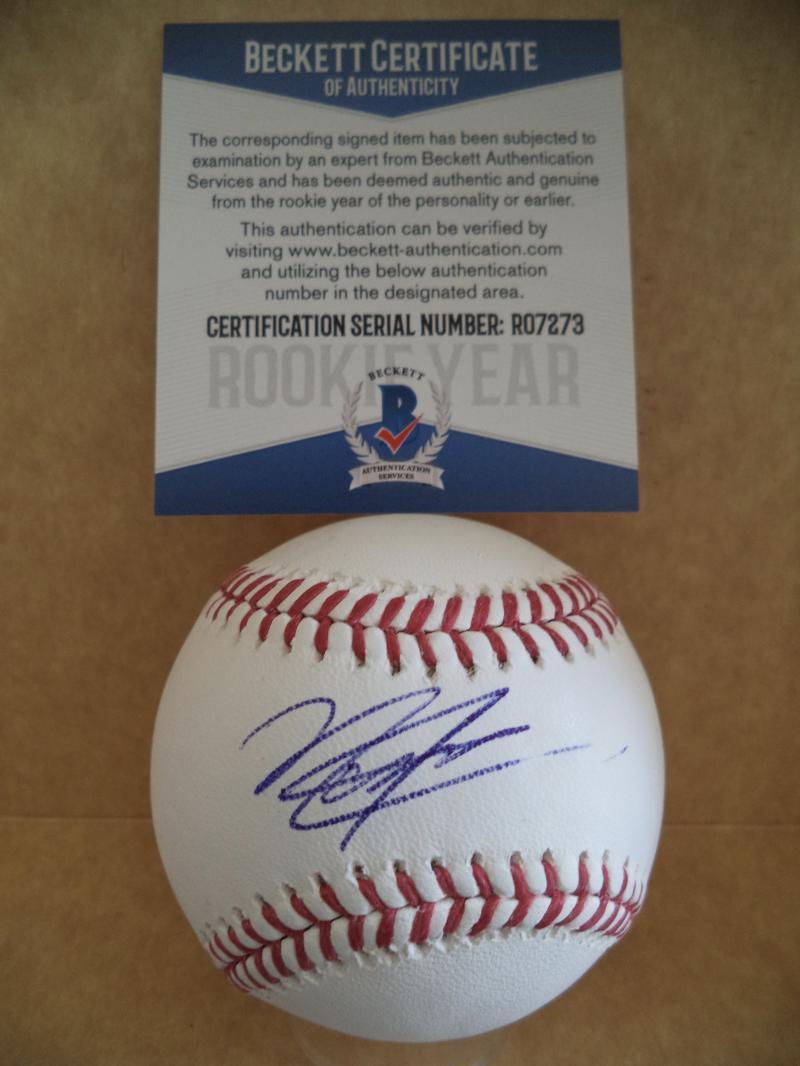 BECKETT CERTIFICATE
OF AUTHENTICITY
The corresponding signed item has been subjected to
examination by an expert from Beckett Authentication
Services and has been deemed authentic and genuine
from the rookie year of the personality or earlier.
This authentication can be verified by
visiting www.beckett-authentication.com
and utilizing the below authentication
number in the designated area.
CERTIFICATION SERIAL NUMBER: R07273
ROOKIE YEAR
BECKETT
B
AUTHENTICATION
SERVICES